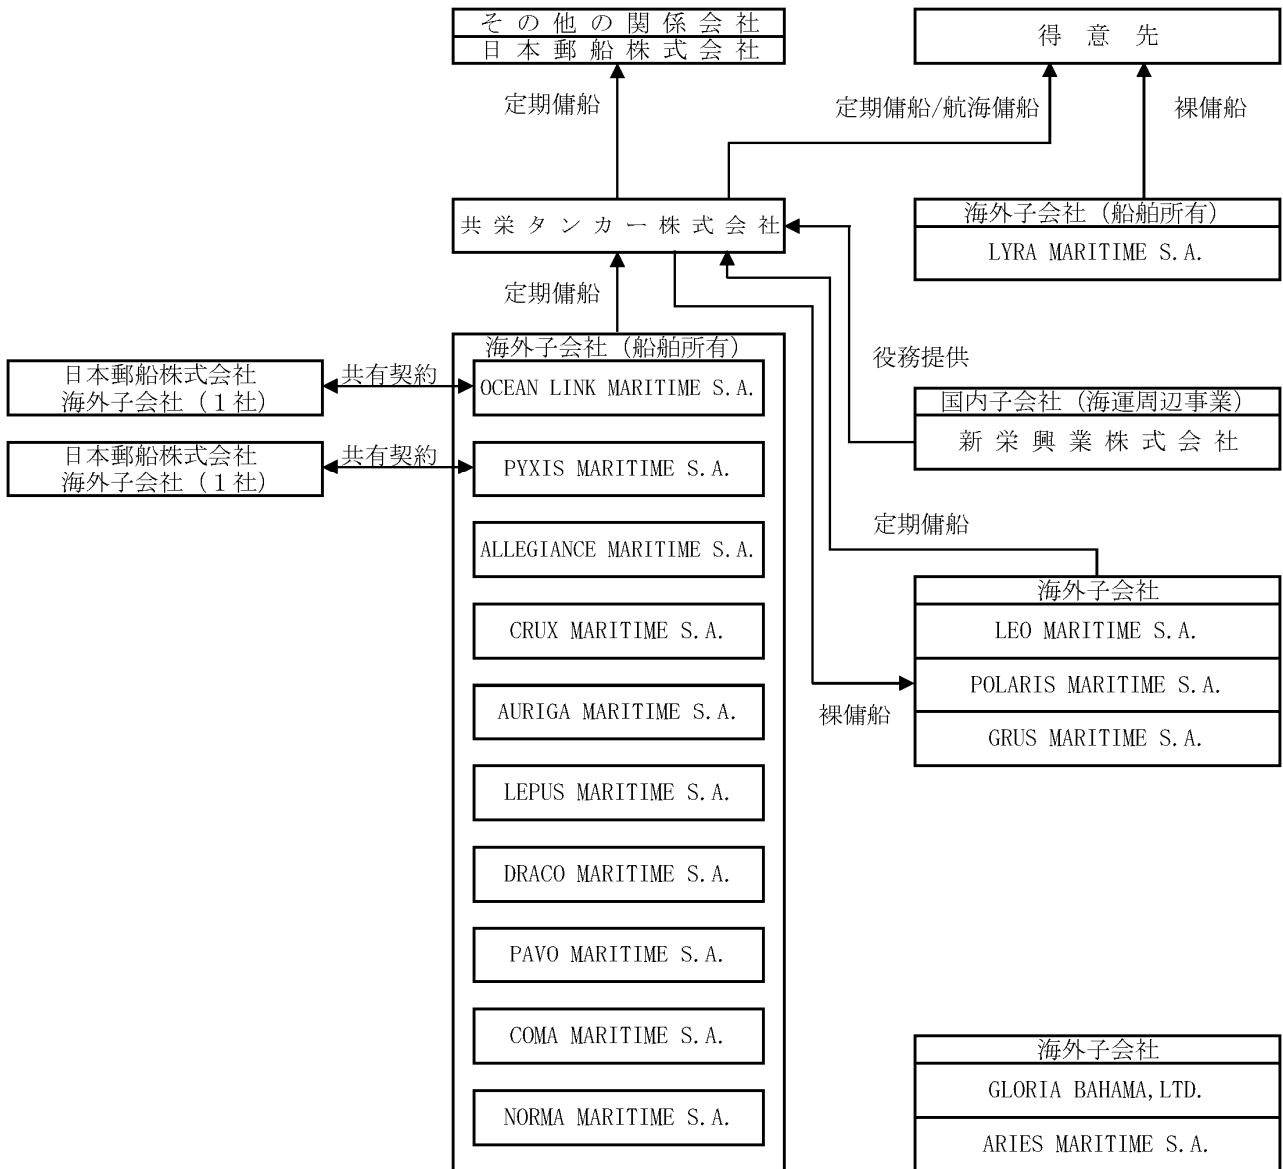 その他の関係会社
日本郵船株式会社
得意先
定期傭船
定期傭船/航海傭船
裸傭船
共栄タンカー株式会社
海外子会社（船舶所有）
LYRA MARITIME S.A.
定期傭船
海外子会社（船舶所有）
役務提供
日本郵船株式会社
海外子会社（１社）
共有契約
OCEAN LINK MARITIME S.A.
国内子会社（海運周辺事業）
新栄興業株式会社
日本郵船株式会社
海外子会社（１社）
共有契約
PYXIS MARITIME S.A.
定期傭船
ALLEGIANCE MARITIME S.A.
海外子会社
CRUX MARITIME S.A.
LEO MARITIME S.A.
POLARIS MARITIME S.A.
AURIGA MARITIME S.A.
裸傭船
GRUS MARITIME S.A.
LEPUS MARITIME S.A.
DRACO MARITIME S.A.
PAVO MARITIME S.A.
COMA MARITIME S.A.
海外子会社
GLORIA BAHAMA,LTD.
NORMA MARITIME S.A.
ARIES MARITIME S.A.